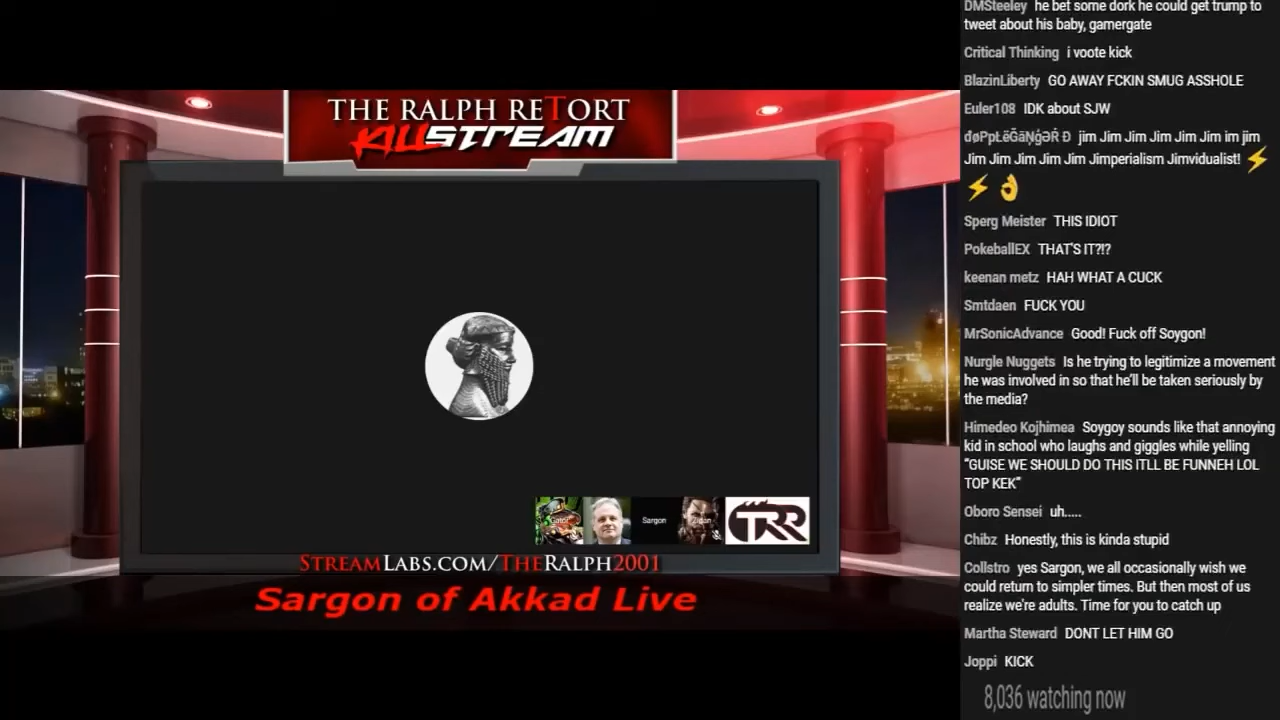 THE RALPH RETORT
KILLSTREAM
Gator
Sargon
Zidan
TRR
STREAMLABS.COM/THERALPH2001
Sargon of Akkad Live
DMSteeley he bet some dork he could get trump to
tweet about his baby, gamergate
Critical Thinking i voote kick
BlazinLiberty GO AWAY FCKIN SMUG ASSHOLE
Euler108 IDK about SJW
jim Jim Jim Jim Jim Jim im jim
Jim Jim Jim Jim Jim Jimperialism Jimvidualist! ⚡
⚡ 👌
Sperg Meister THIS IDIOT
PokeballEX THAT'S IT?!?
keenan metz HAH WHAT A CUCK
Smtdaen FUCK YOU
MrSonicAdvance Good! Fuck off Soygon!
Nurgle Nuggets Is he trying to legitimize a movement
he was involved in so that he'll be taken seriously by
the media?
Himedeo Kojhimea Soygoy sounds like that annoying
kid in school who laughs and giggles while yelling
"GUISE WE SHOULD DO THIS ITLL BE FUNNEH LOL
TOP KEK"
Oboro Sensei uh.....
Chibz Honestly, this is kinda stupid
Collstro yes Sargon, we all occasionally wish we
could return to simpler times. But then most of us
realize we're adults. Time for you to catch up
Martha Steward DONT LET HIM GO
Joppi KICK
8,036 watching now